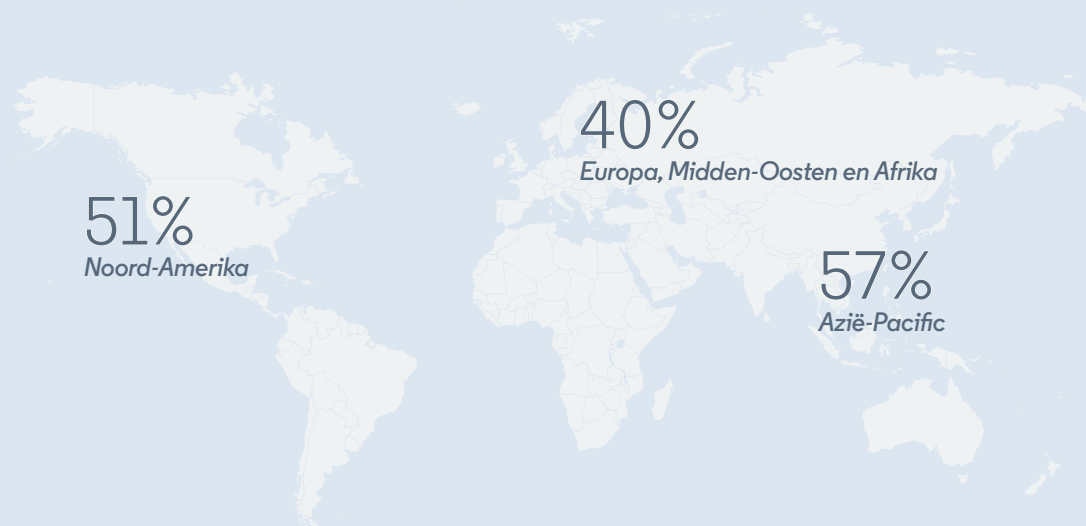 40%
Europa, Midden-Oosten en Afrika
51%
Noord-Amerika
57%
Azië-Pacific